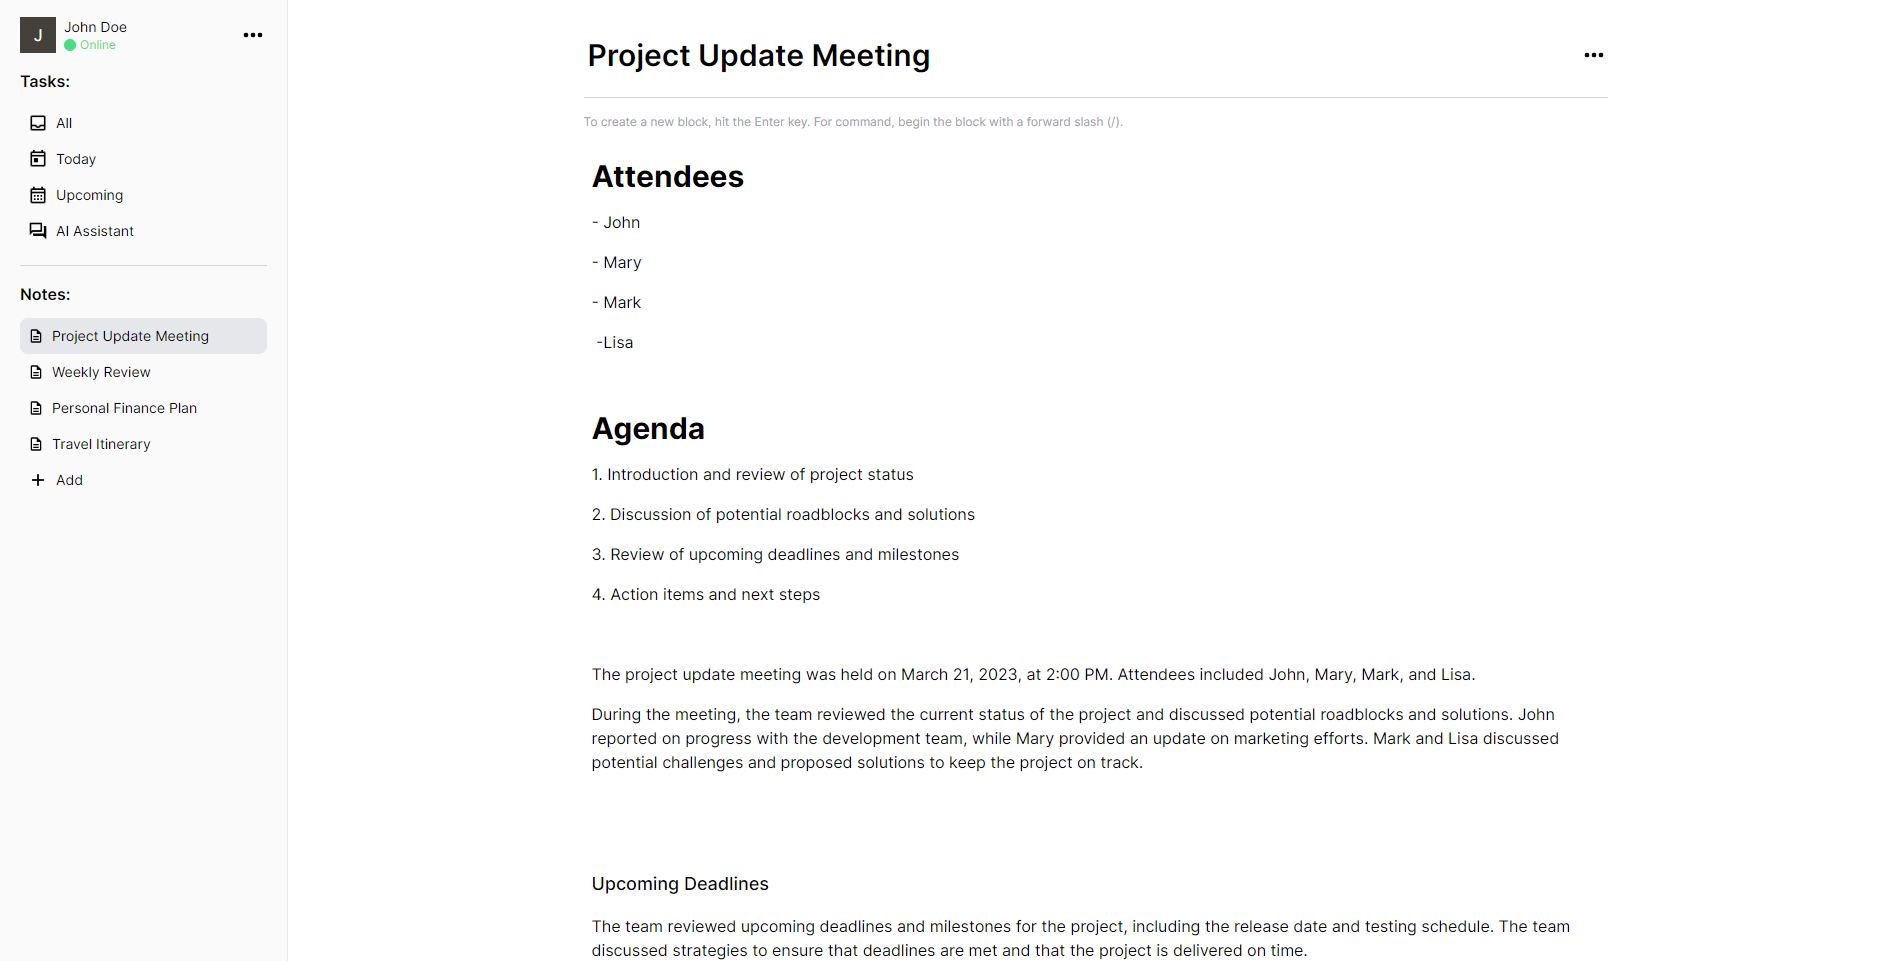 J
John Doe
Online
Tasks:
All
Today
Upcoming
AI Assistant
Notes:
Project Update Meeting
Weekly Review
Personal Finance Plan
Travel Itinerary
Add
Project Update Meeting
To create a new block, hit the Enter key. For command, begin the block with a forward slash (/).
Attendees
- John
- Mary
- Mark
-Lisa
Agenda
1. Introduction and review of project status
2. Discussion of potential roadblocks and solutions
3. Review of upcoming deadlines and milestones
4. Action items and next steps
The project update meeting was held on March 21, 2023, at 2:00 PM. Attendees included John, Mary, Mark, and Lisa.
During the meeting, the team reviewed the current status of the project and discussed potential roadblocks and solutions. John
reported on progress with the development team, while Mary provided an update on marketing efforts. Mark and Lisa discussed
potential challenges and proposed solutions to keep the project on track.
Upcoming Deadlines
The team reviewed upcoming deadlines and milestones for the project, including the release date and testing schedule. The team
discussed strategies to ensure that deadlines are met and that the project is delivered on time.